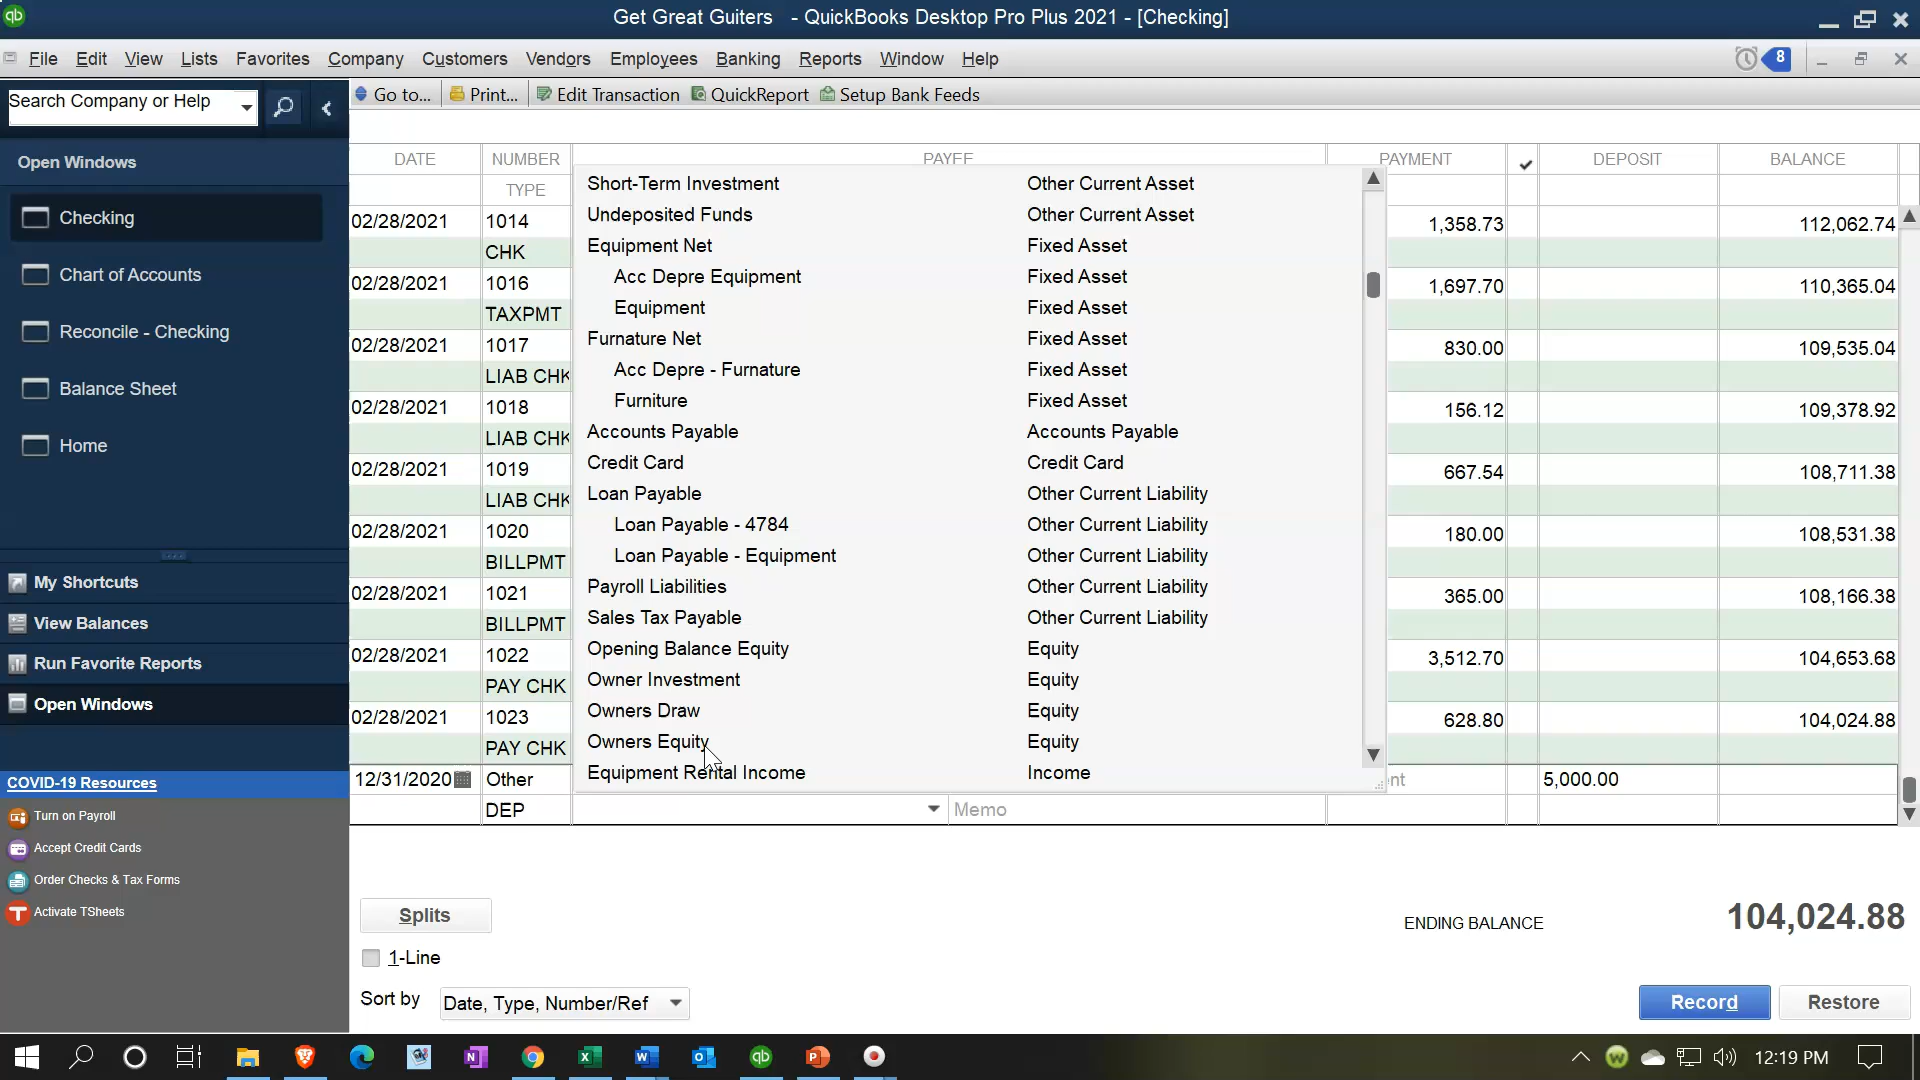 qb
Get Great Guiters - QuickBooks Desktop Pro Plus 2021 - [Checking]
File Edit View Lists Favorites Company Customers Vendors Employees Banking Reports Window Help 8
Search Company or Help
Go to... Print... Edit Transaction QuickReport Setup Bank Feeds
Open Windows
Checking
Chart of Accounts
Reconcile - Checking
Balance Sheet
Home
My Shortcuts
View Balances
Run Favorite Reports
Open Windows
COVID-19 Resources
Turn on Payroll
Accept Credit Cards
Order Checks & Tax Forms
Activate TSheets
DATE NUMBER PAYEE PAYMENT DEPOSIT BALANCE
TYPE
02/28/2021 1014 1,358.73 112,062.74
CHK
02/28/2021 1016 1,697.70 110,365.04
TAXPMT
02/28/2021 1017 830.00 109,535.04
LIAB CHK
02/28/2021 1018 156.12 109,378.92
LIAB CHK
02/28/2021 1019 667.54 108,711.38
LIAB CHK
02/28/2021 1020 180.00 108,531.38
BILLPMT
02/28/2021 1021 365.00 108,166.38
BILLPMT
02/28/2021 1022 3,512.70 104,653.68
PAY CHK
02/28/2021 1023 628.80 104,024.88
PAY CHK
12/31/2020 Other nt 5,000.00
DEP Memo
Short-Term Investment Other Current Asset
Undeposited Funds Other Current Asset
Equipment Net Fixed Asset
Acc Depre Equipment Fixed Asset
Equipment Fixed Asset
Furnature Net Fixed Asset
Acc Depre - Furnature Fixed Asset
Furniture Fixed Asset
Accounts Payable Accounts Payable
Credit Card Credit Card
Loan Payable Other Current Liability
Loan Payable - 4784 Other Current Liability
Loan Payable - Equipment Other Current Liability
Payroll Liabilities Other Current Liability
Sales Tax Payable Other Current Liability
Opening Balance Equity Equity
Owner Investment Equity
Owners Draw Equity
Owners Equity Equity
Equipment Rental Income Income
Splits
ENDING BALANCE 104,024.88
1-Line
Sort by Date, Type, Number/Ref
Record Restore
12:19 PM